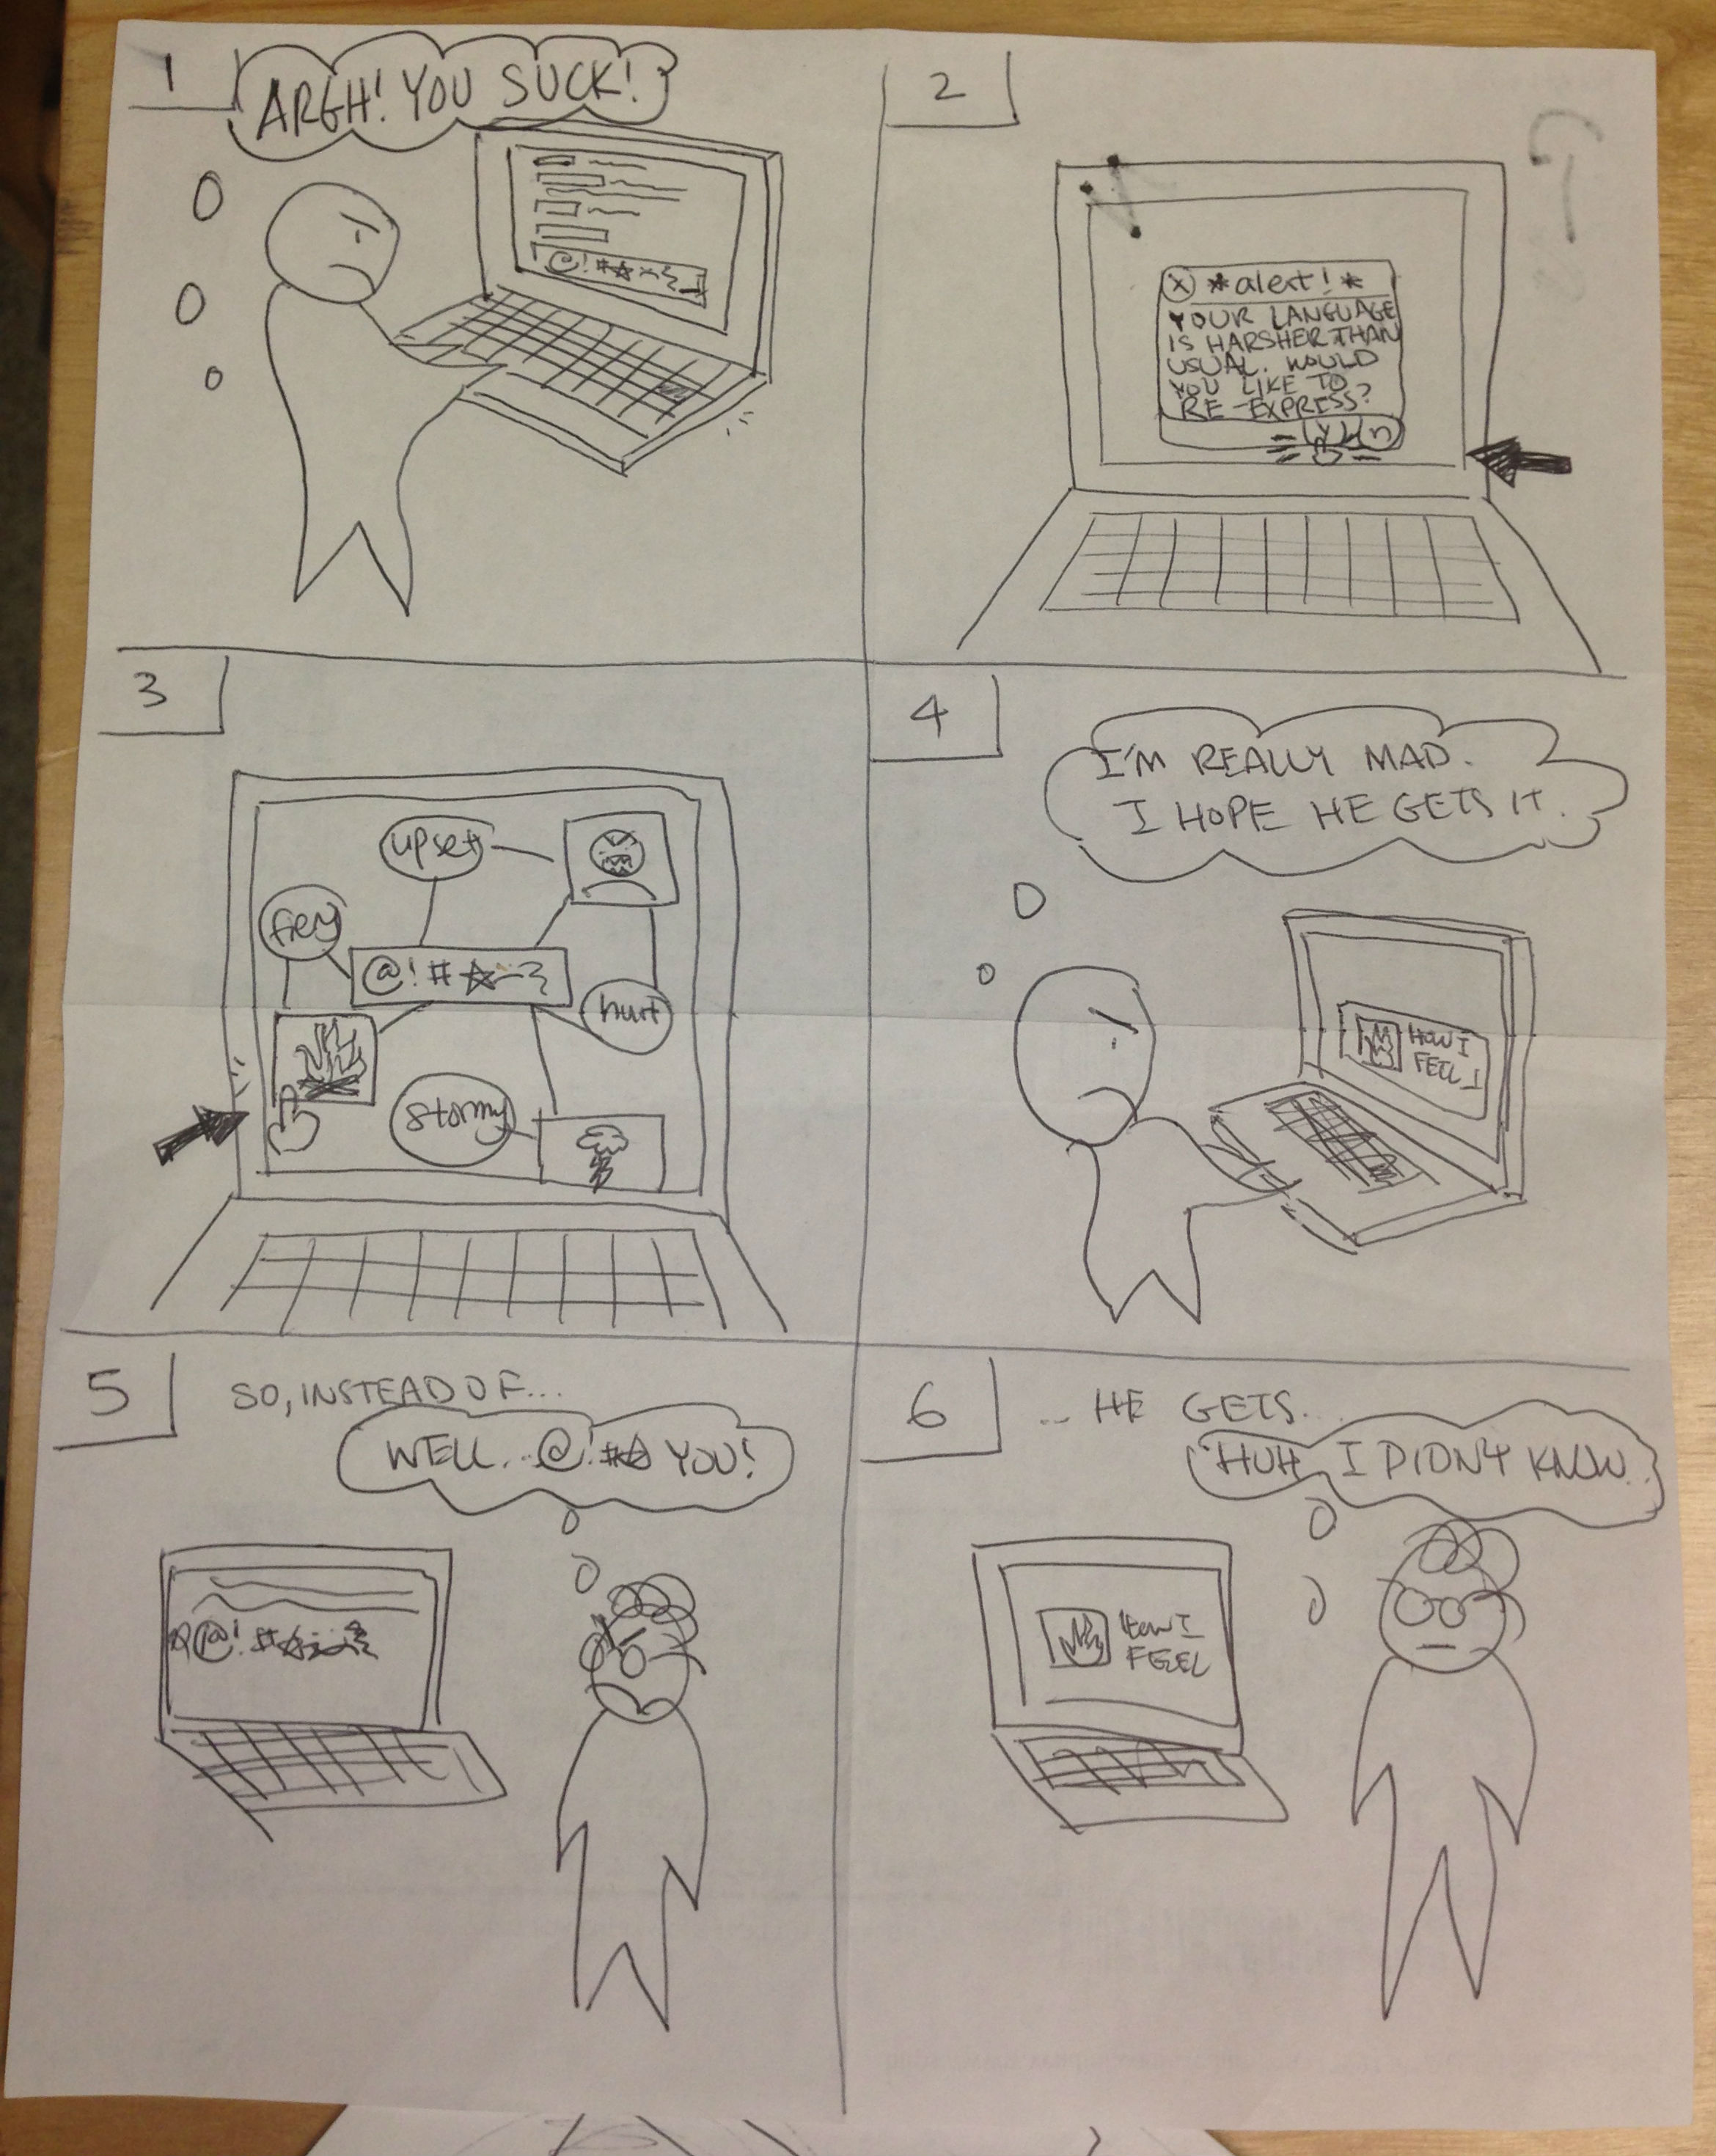 1
ARGH! YOU SUCK!
@!#☆
2
X *alert!*
YOUR LANGUAGE
IS HARSHER THAN
USUAL. WOULD
YOU LIKE TO
RE-EXPRESS?
y n
3
upset
fiery
@!#☆~}
hurt
stormy
4
I'M REALLY MAD.
I HOPE HE GETS IT.
HOW I
FEEL
5
SO, INSTEAD OF...
WELL...@!#☆ YOU!
@!#☆
6
... HE GETS...
HUH, I DIDN'T KNOW.
HOW I
FEEL